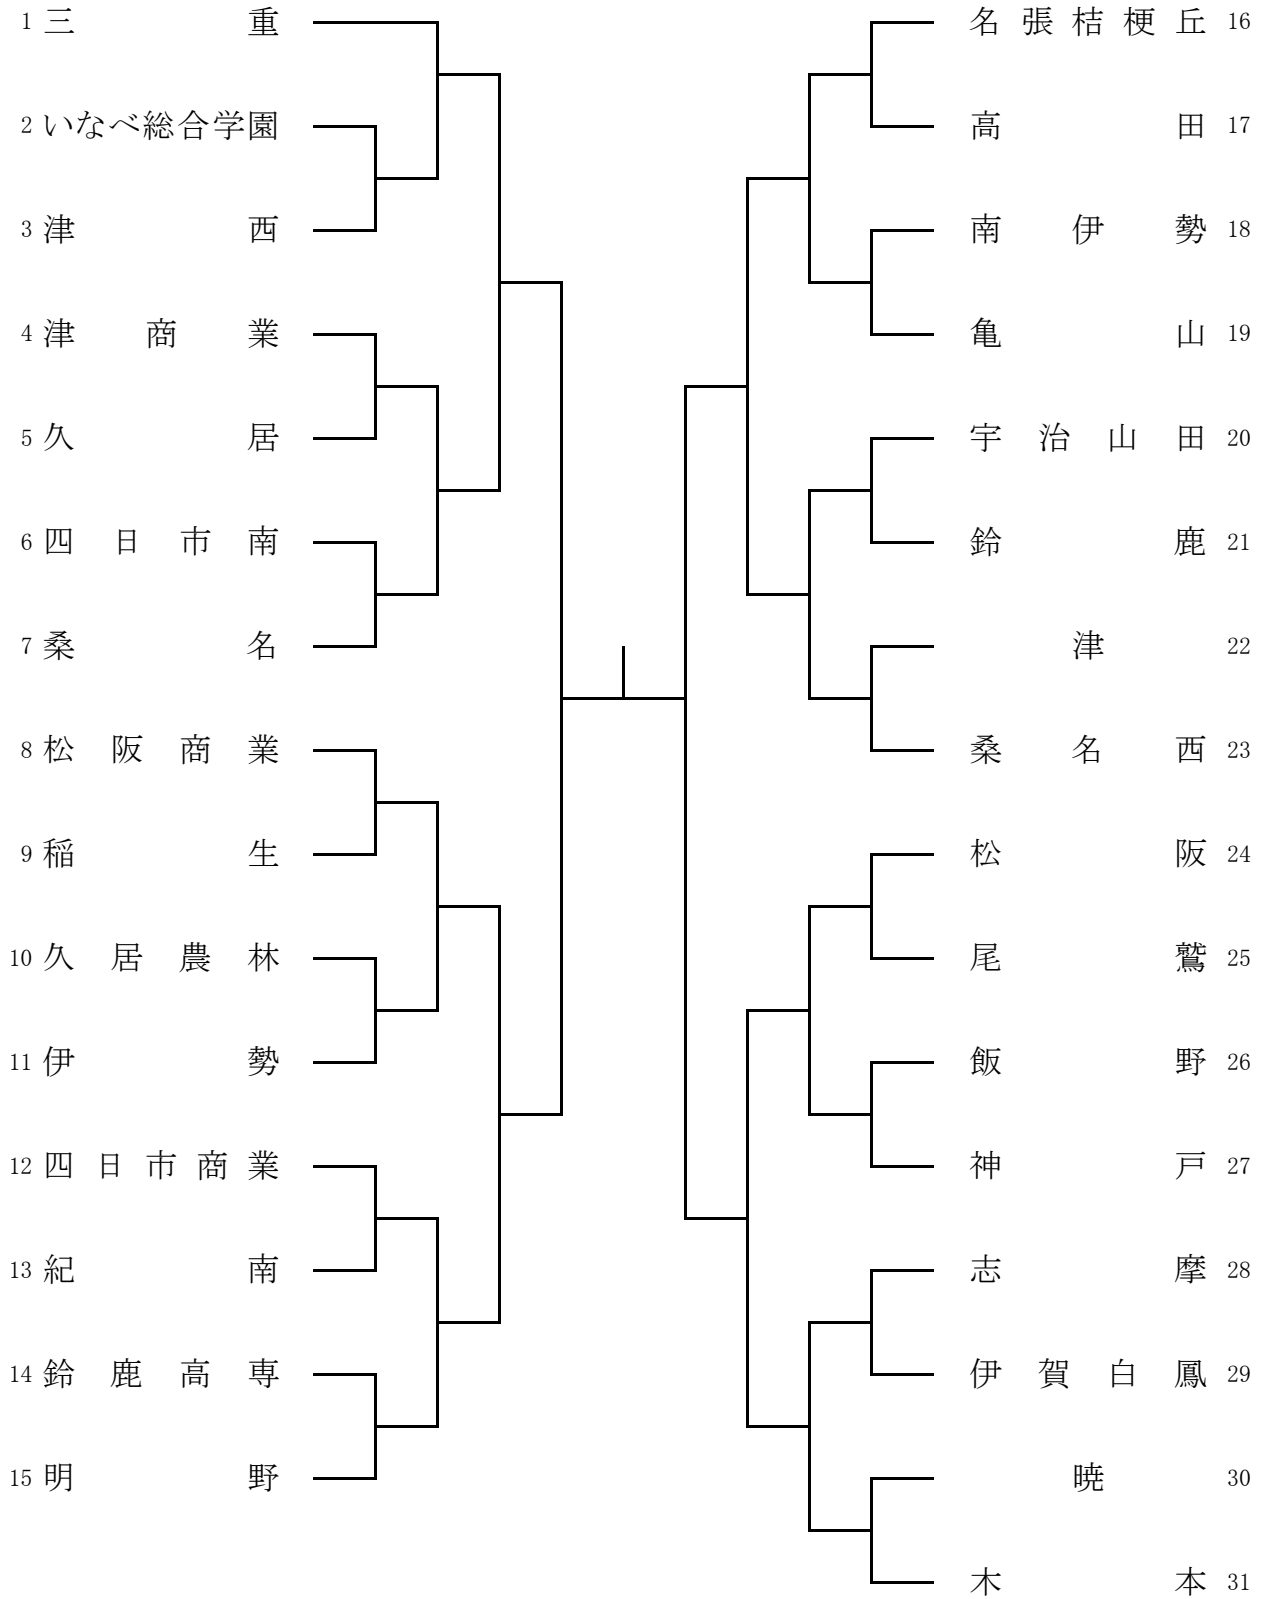 1 三重
2 いなべ総合学園
3 津西
4 津商業
5 久居
6 四日市南
7 桑名
8 松阪商業
9 稲生
10 久居農林
11 伊勢
12 四日市商業
13 紀南
14 鈴鹿高専
15 明野
名張桔梗丘 16
高田 17
南伊勢 18
亀山 19
宇治山田 20
鈴鹿 21
津 22
桑名西 23
松阪 24
尾鷲 25
飯野 26
神戸 27
志摩 28
伊賀白鳳 29
暁 30
木本 31